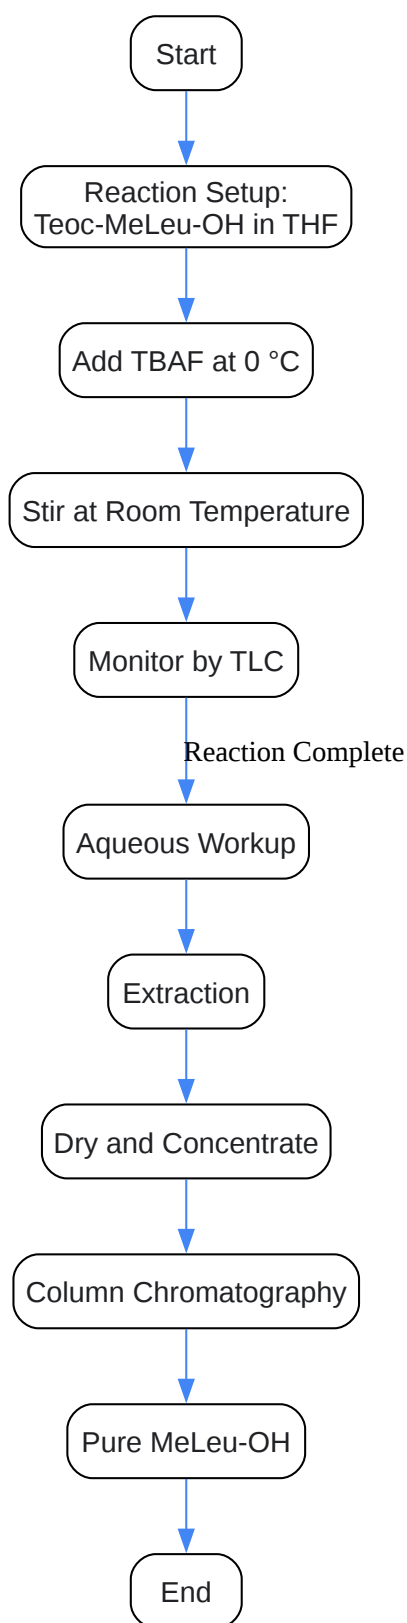 Start
Reaction Setup:
Teoc-MeLeu-OH in THF
Add TBAF at 0 °C
Stir at Room Temperature
Monitor by TLC
Reaction Complete
Aqueous Workup
Extraction
Dry and Concentrate
Column Chromatography
Pure MeLeu-OH
End